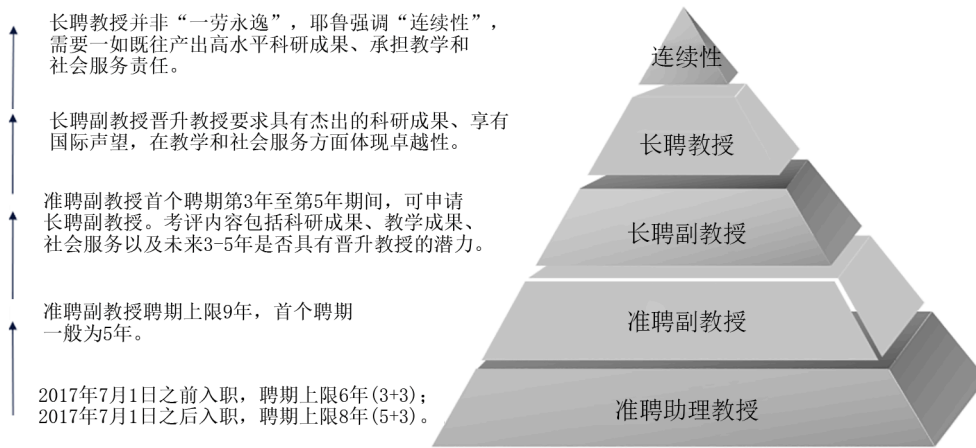 长聘教授并非“一劳永逸”，耶鲁强调“连续性”，
需要一如既往产出高水平科研成果、承担教学和
社会服务责任。
长聘副教授晋升教授要求具有杰出的科研成果、享有
国际声望，在教学和社会服务方面体现卓越性。
准聘副教授首个聘期第3年至第5年期间，可申请
长聘副教授。考评内容包括科研成果、教学成果、
社会服务以及未来3-5年是否具有晋升教授的潜力。
准聘副教授聘期上限9年，首个聘期
一般为5年。
2017年7月1日之前入职，聘期上限6年(3+3)；
2017年7月1日之后入职，聘期上限8年(5+3)。
连续性
长聘教授
长聘副教授
准聘副教授
准聘助理教授